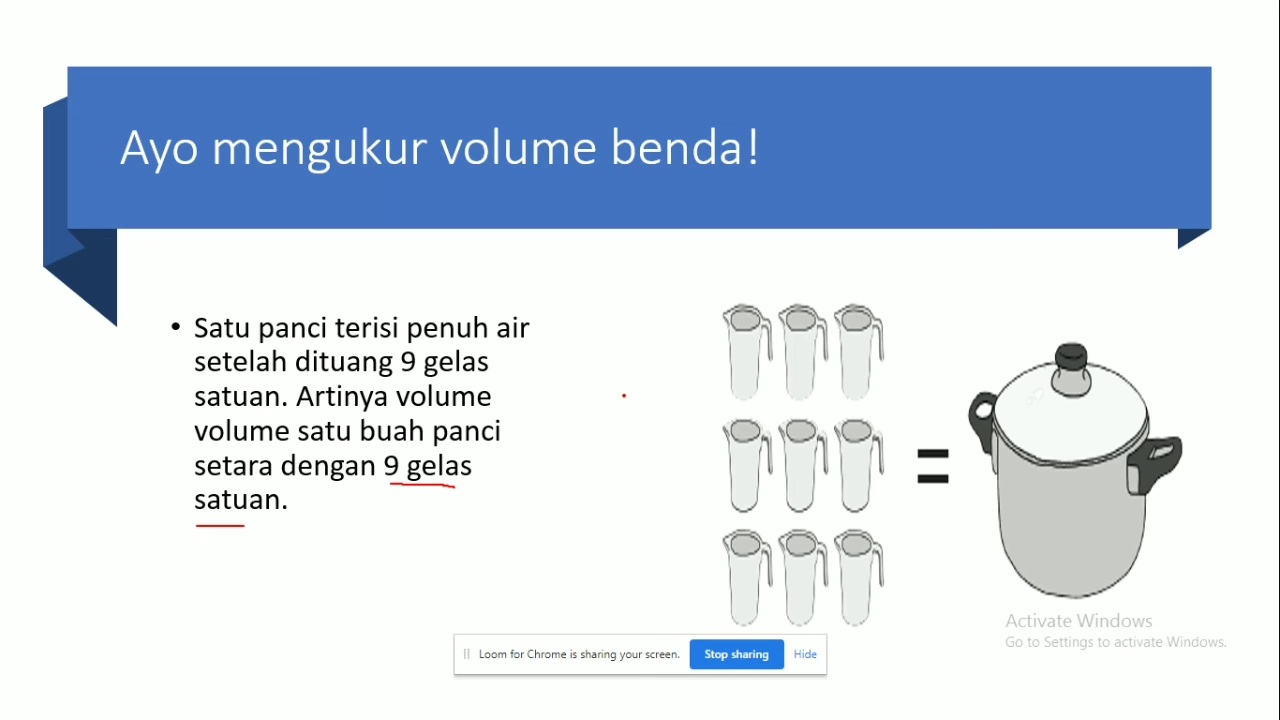 Ayo mengukur volume benda!
• Satu panci terisi penuh air
setelah dituang 9 gelas
satuan. Artinya volume
volume satu buah panci
setara dengan 9 gelas
satuan.
=
Activate Windows
Go to Settings to activate Windows.
Loom for Chrome is sharing your screen. Stop sharing Hide